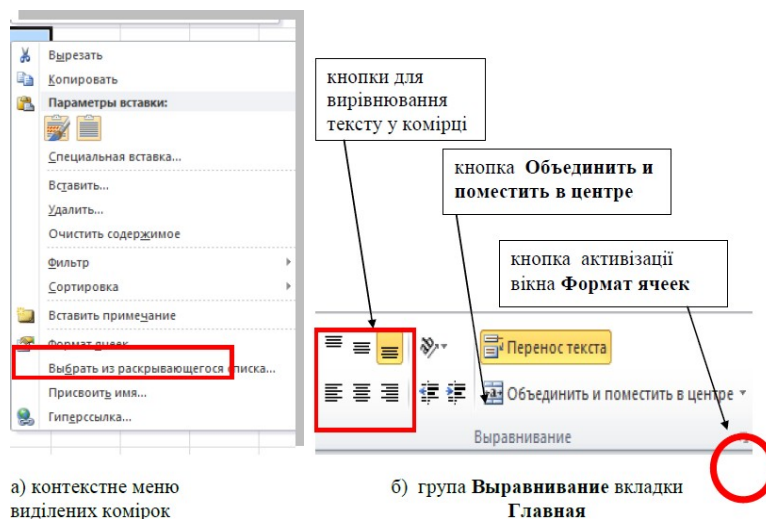 Вырезать
Копировать
Параметры вставки:
Специальная вставка...
Вставить...
Удалить...
Очистить содержимое
Фильтр
Сортировка
Вставить примечание
Формат ячеек...
Выбрать из раскрывающегося списка...
Присвоить имя...
Гиперссылка...
а) контекстне меню
виділених комірок
кнопки для
вирівнювання
тексту у комірці
кнопка Объединить и
поместить в центре
кнопка активізації
вікна Формат ячеек
Перенос текста
Объединить и поместить в центре
Выравнивание
б) група Выравнивание вкладки
Главная